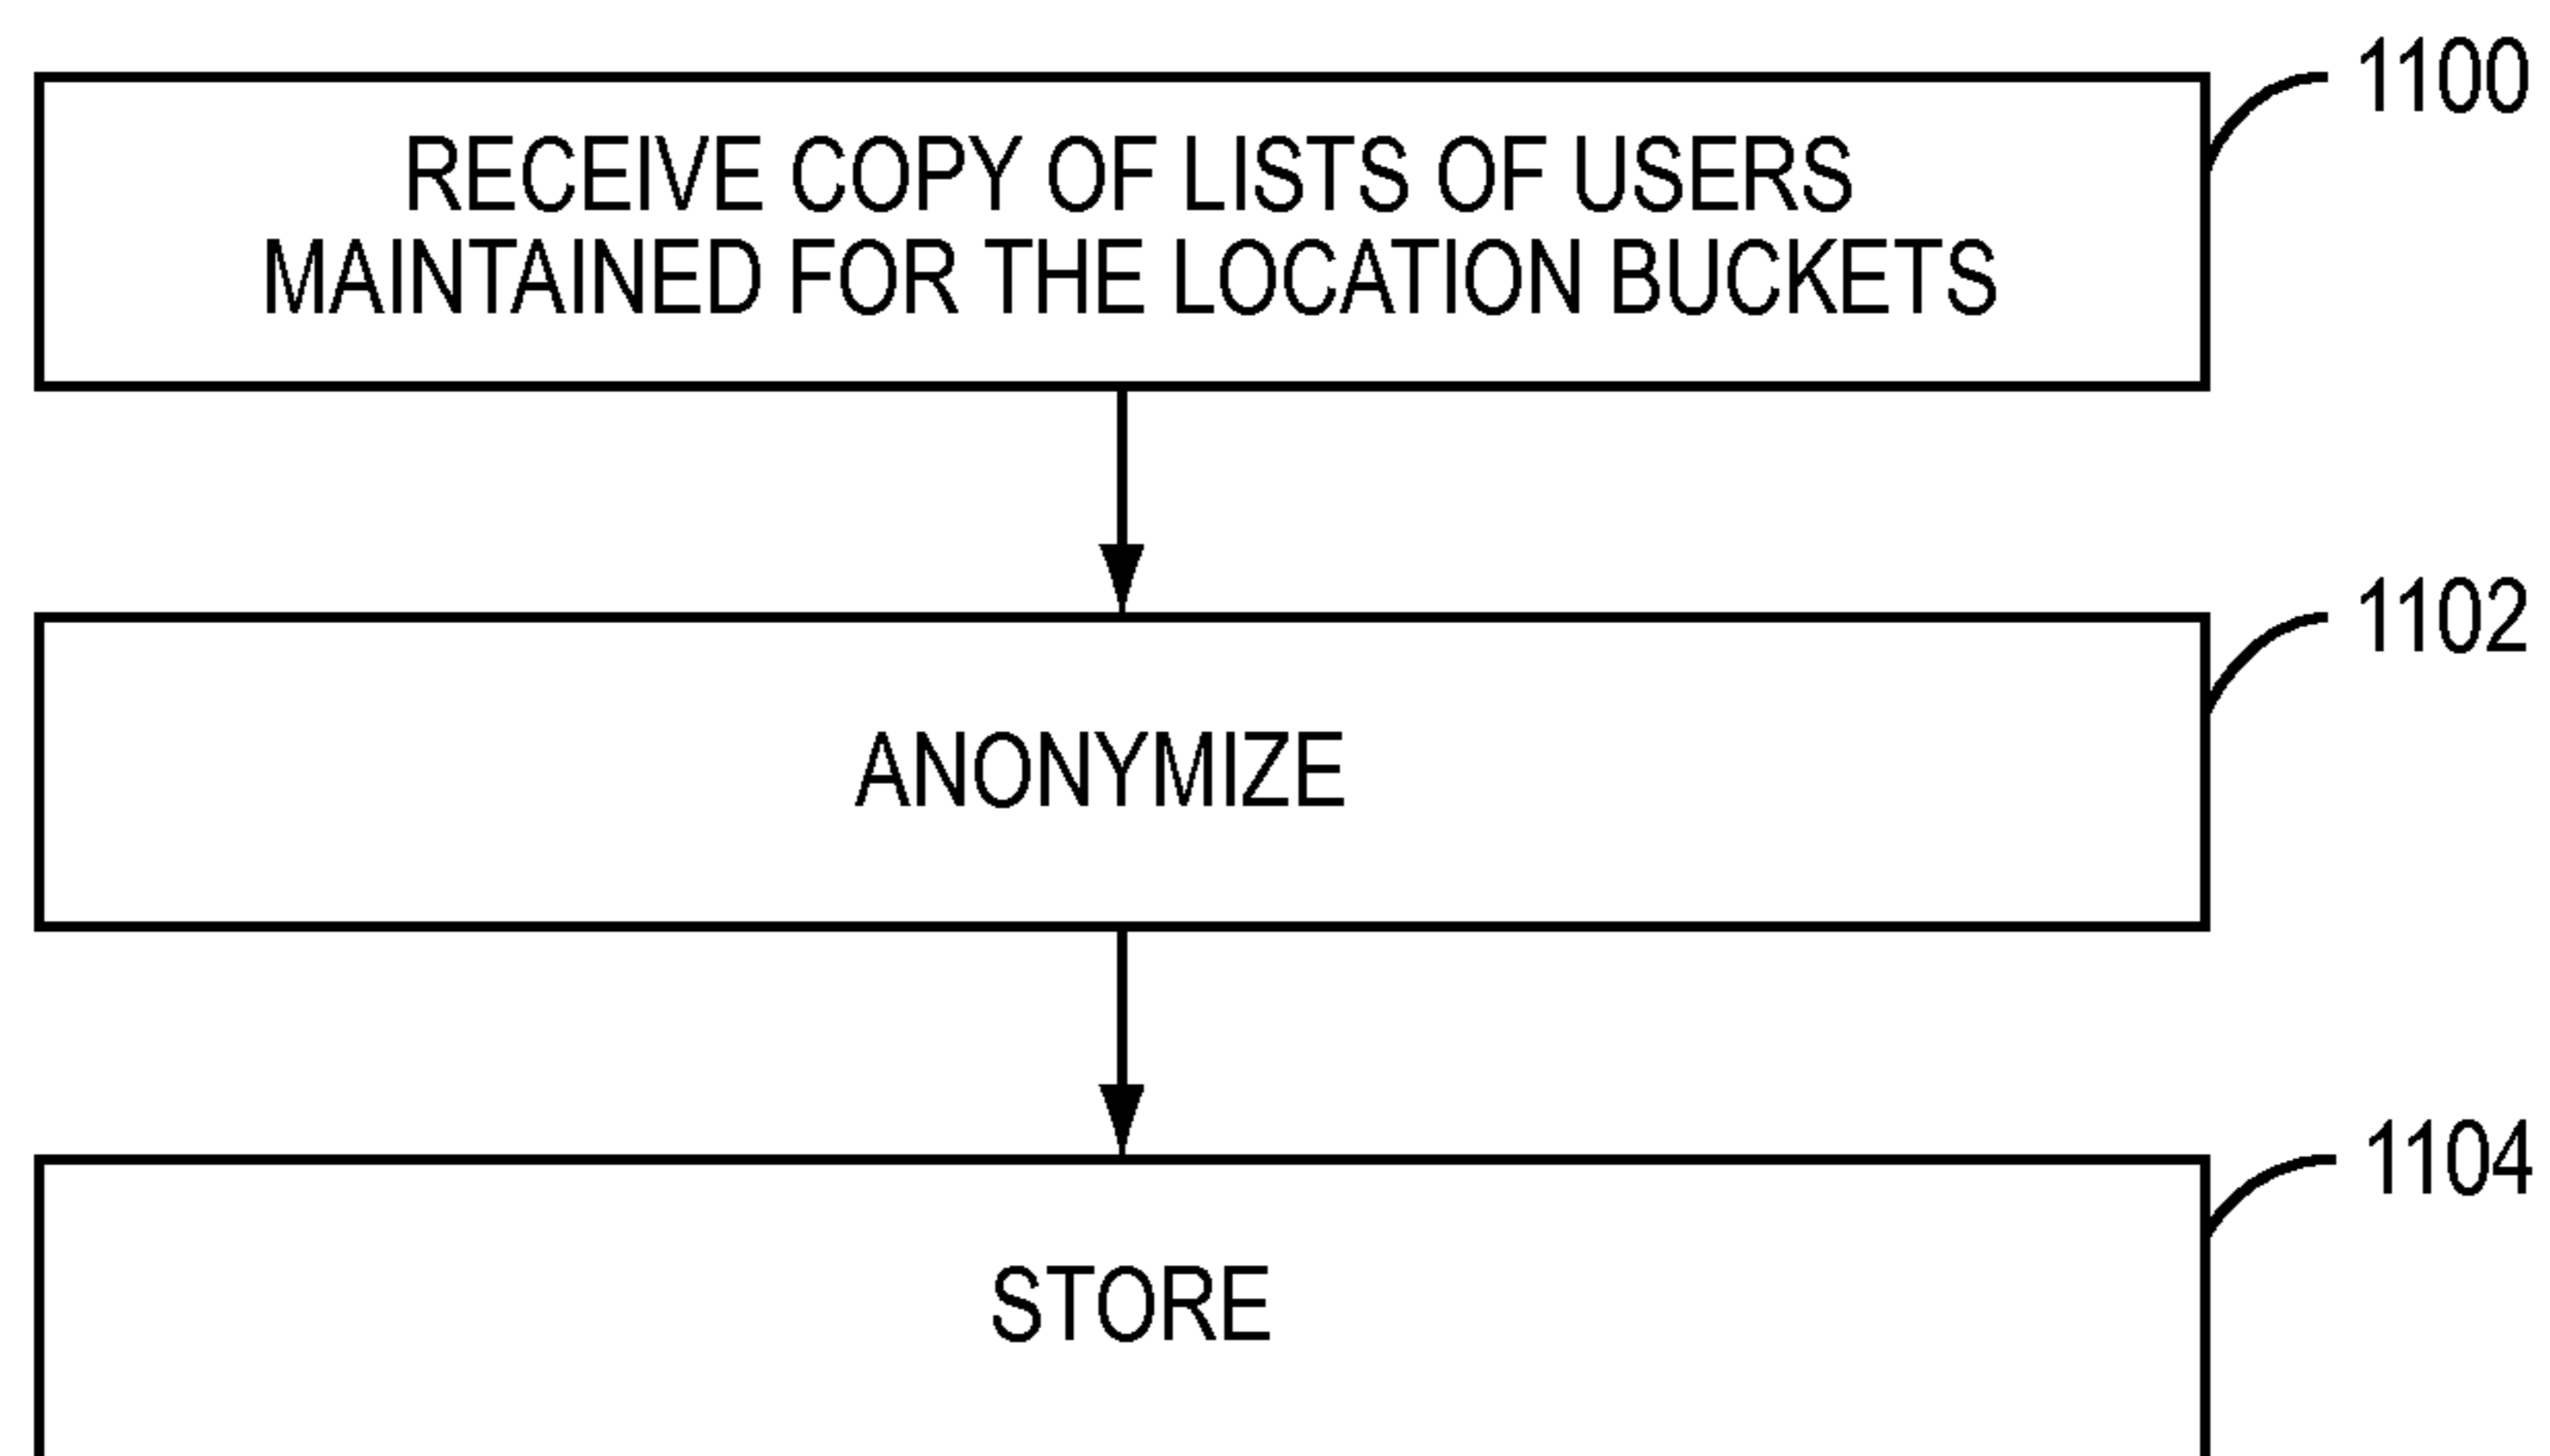 1100
RECEIVE COPY OF LISTS OF USERS
MAINTAINED FOR THE LOCATION BUCKETS
1102
ANONYMIZE
1104
STORE